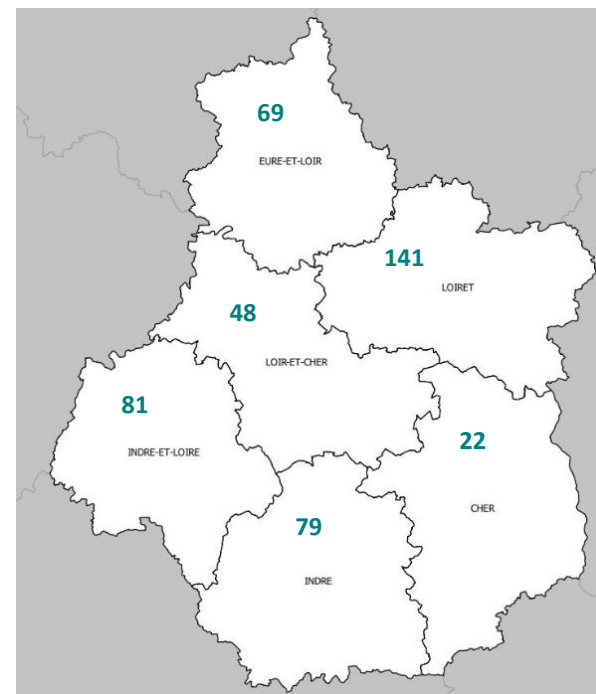 69
EURE-ET-LOIR
141
LOIRET
48
LOIR-ET-CHER
81
INDRE-ET-LOIRE
22
CHER
79
INDRE